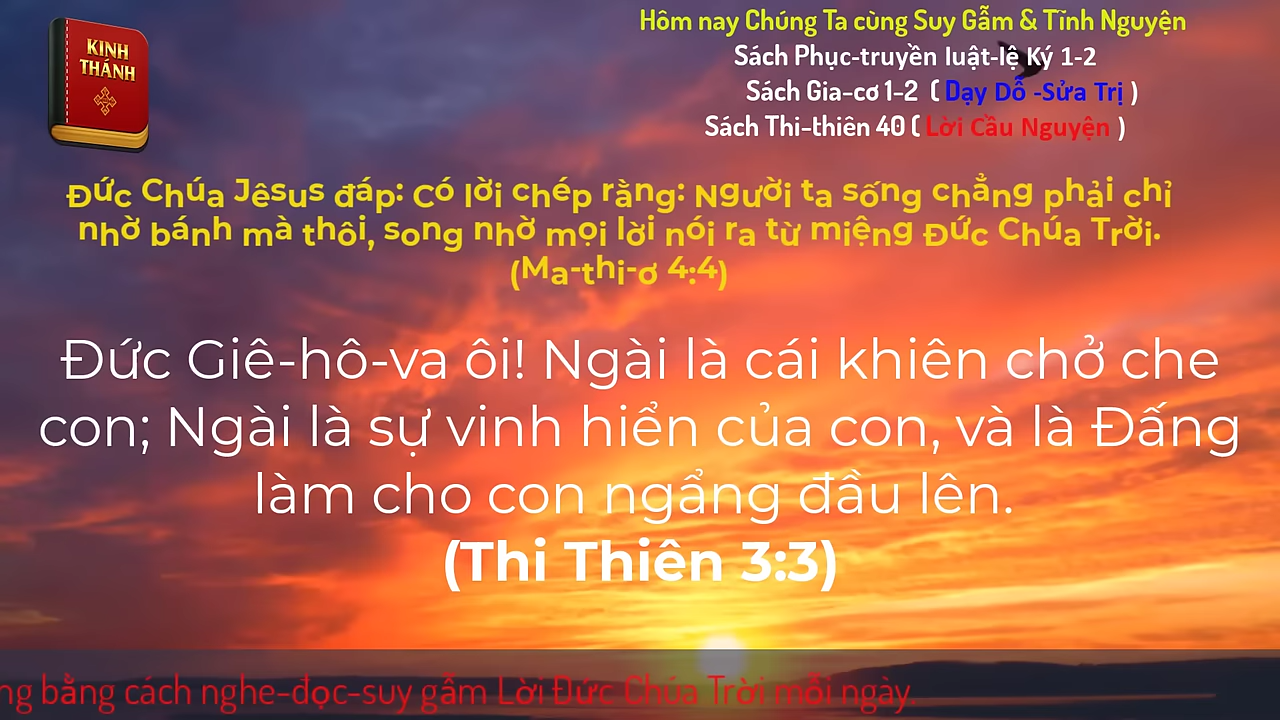 KINH
THÁNH
Hôm nay Chúng Ta cùng Suy Gẫm & Tĩnh Nguyện
Sách Phục-truyền luật-lệ Ký 1-2
Sách Gia-cơ 1-2 ( Dạy Dỗ -Sửa Trị )
Sách Thi-thiên 40 ( Lời Cầu Nguyện )
Đức Chúa Jêsus đáp: Có lời chép rằng: Người ta sống chẳng phải chỉ
nhờ bánh mà thôi, song nhờ mọi lời nói ra từ miệng Đức Chúa Trời.
(Ma-thi-ơ 4:4)
Đức Giê-hô-va ôi! Ngài là cái khiên chở che
con; Ngài là sự vinh hiển của con, và là Đấng
làm cho con ngẩng đầu lên.
(Thi Thiên 3:3)
bằng cách nghe-đọc-suy gẫm Lời Đức Chúa Trời mỗi ngày.